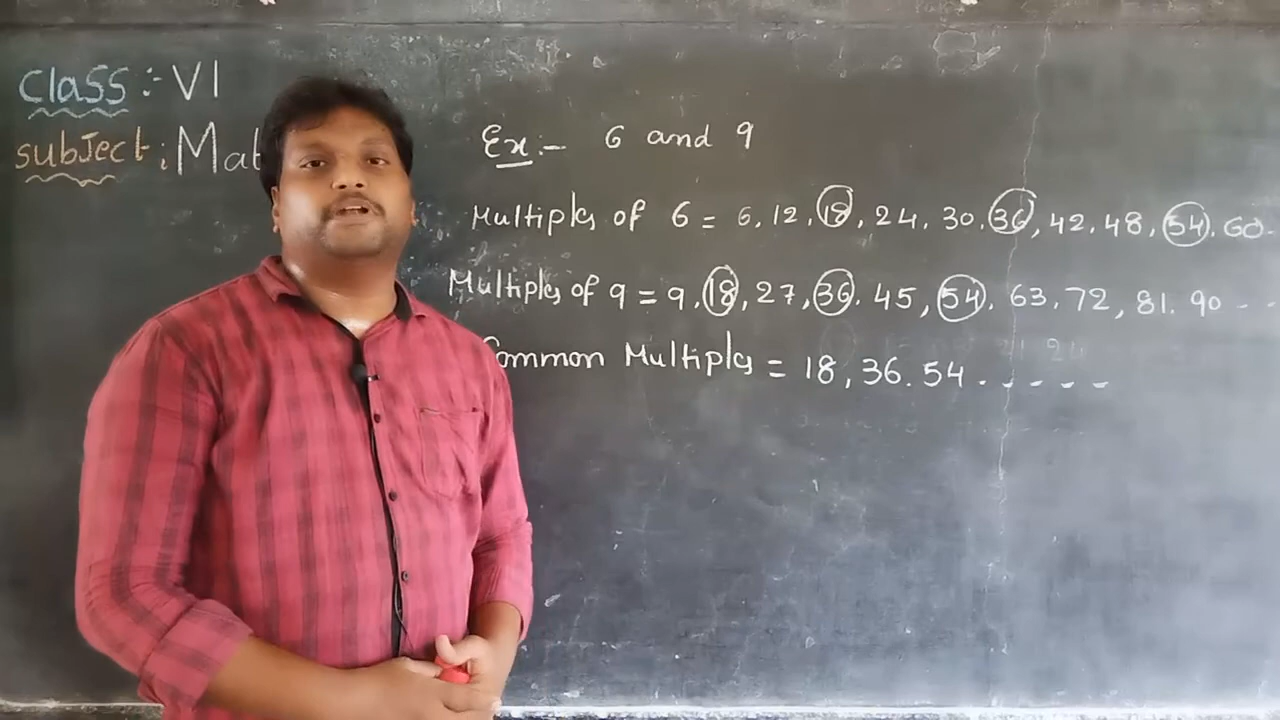 Class :- VI
Subject : Mat
Ex:- 6 and 9
Multiples of 6 = 6, 12, 18, 24, 30, 36, 42, 48, 54, 60-
Multiples of 9 = 9, 18, 27, 36, 45, 54, 63, 72, 81, 90 - -
Common Multiples = 18, 36, 54 - - - - -